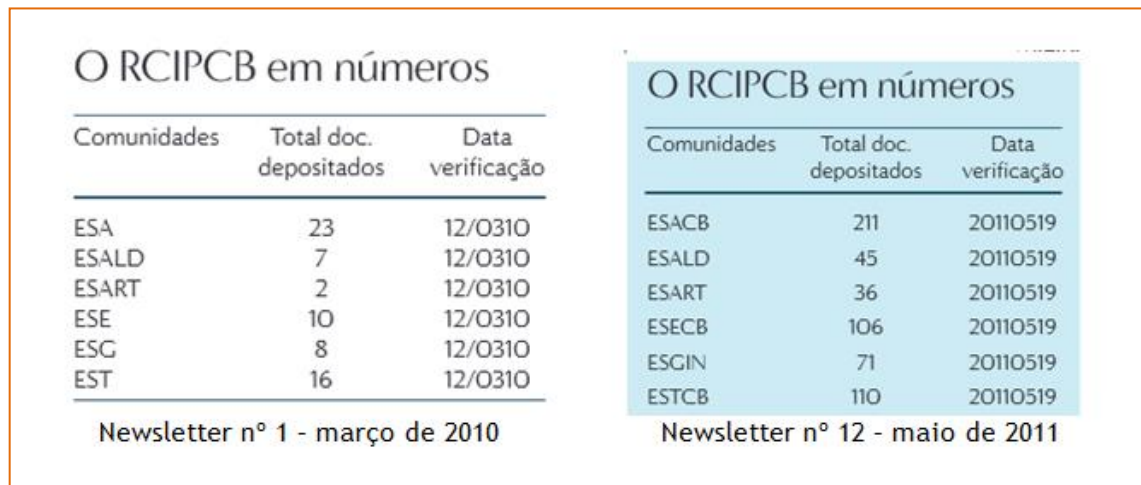 O RCIPCB em números
Comunidades Total doc. depositados Data verificação
ESA 23 12/0310
ESALD 7 12/0310
ESART 2 12/0310
ESE 10 12/0310
ESG 8 12/0310
EST 16 12/0310
Newsletter nº 1 - março de 2010
O RCIPCB em números
Comunidades Total doc. depositados Data verificação
ESACB 211 20110519
ESALD 45 20110519
ESART 36 20110519
ESECB 106 20110519
ESGIN 71 20110519
ESTCB 110 20110519
Newsletter nº 12 - maio de 2011